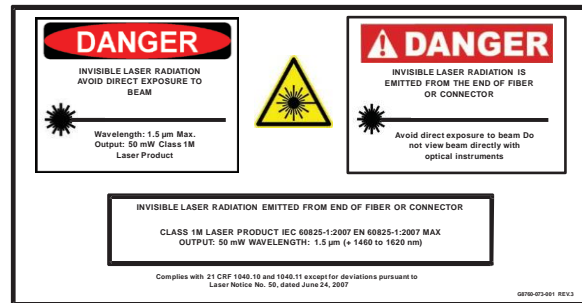 DANGER
INVISIBLE LASER RADIATION
AVOID DIRECT EXPOSURE TO
BEAM
Wavelength: 1.5 µm Max.
Output: 50 mW Class 1M
Laser Product
DANGER
INVISIBLE LASER RADIATION IS
EMITTED FROM THE END OF FIBER
OR CONNECTOR
Avoid direct exposure to beam Do
not view beam directly with
optical instruments
INVISIBLE LASER RADIATION EMITTED FROM END OF FIBER OR CONNECTOR
CLASS 1M LASER PRODUCT IEC 60825-1:2007 EN 60825-1:2007 MAX
OUTPUT: 50 mW WAVELENGTH: 1.5 µm (+ 1460 to 1620 nm)
Complies with 21 CRF 1040.10 and 1040.11 except for deviations pursuant to
Laser Notice No. 50, dated June 24, 2007
G8760-073-001 REV.3